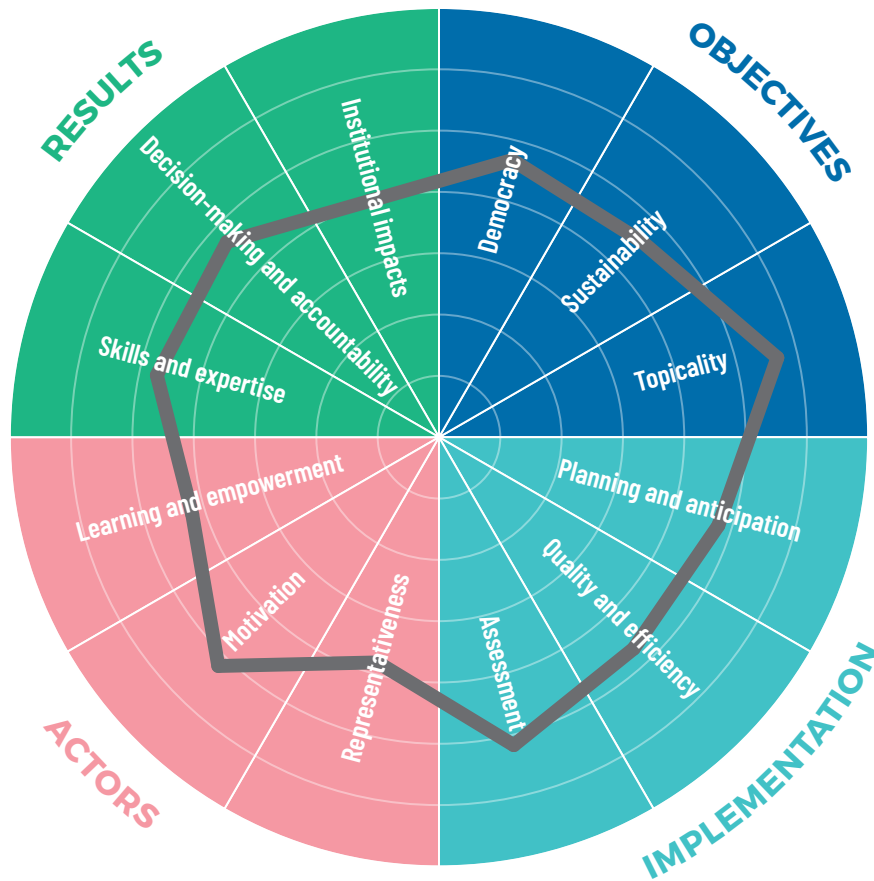 RESULTS
OBJECTIVES
Institutional impacts
Decision-making and accountability
Skills and expertise
Democracy
Sustainability
Topicality
Learning and empowerment
Motivation
Representativeness
Planning and anticipation
Quality and efficiency
Assessment
ACTORS
IMPLEMENTATION